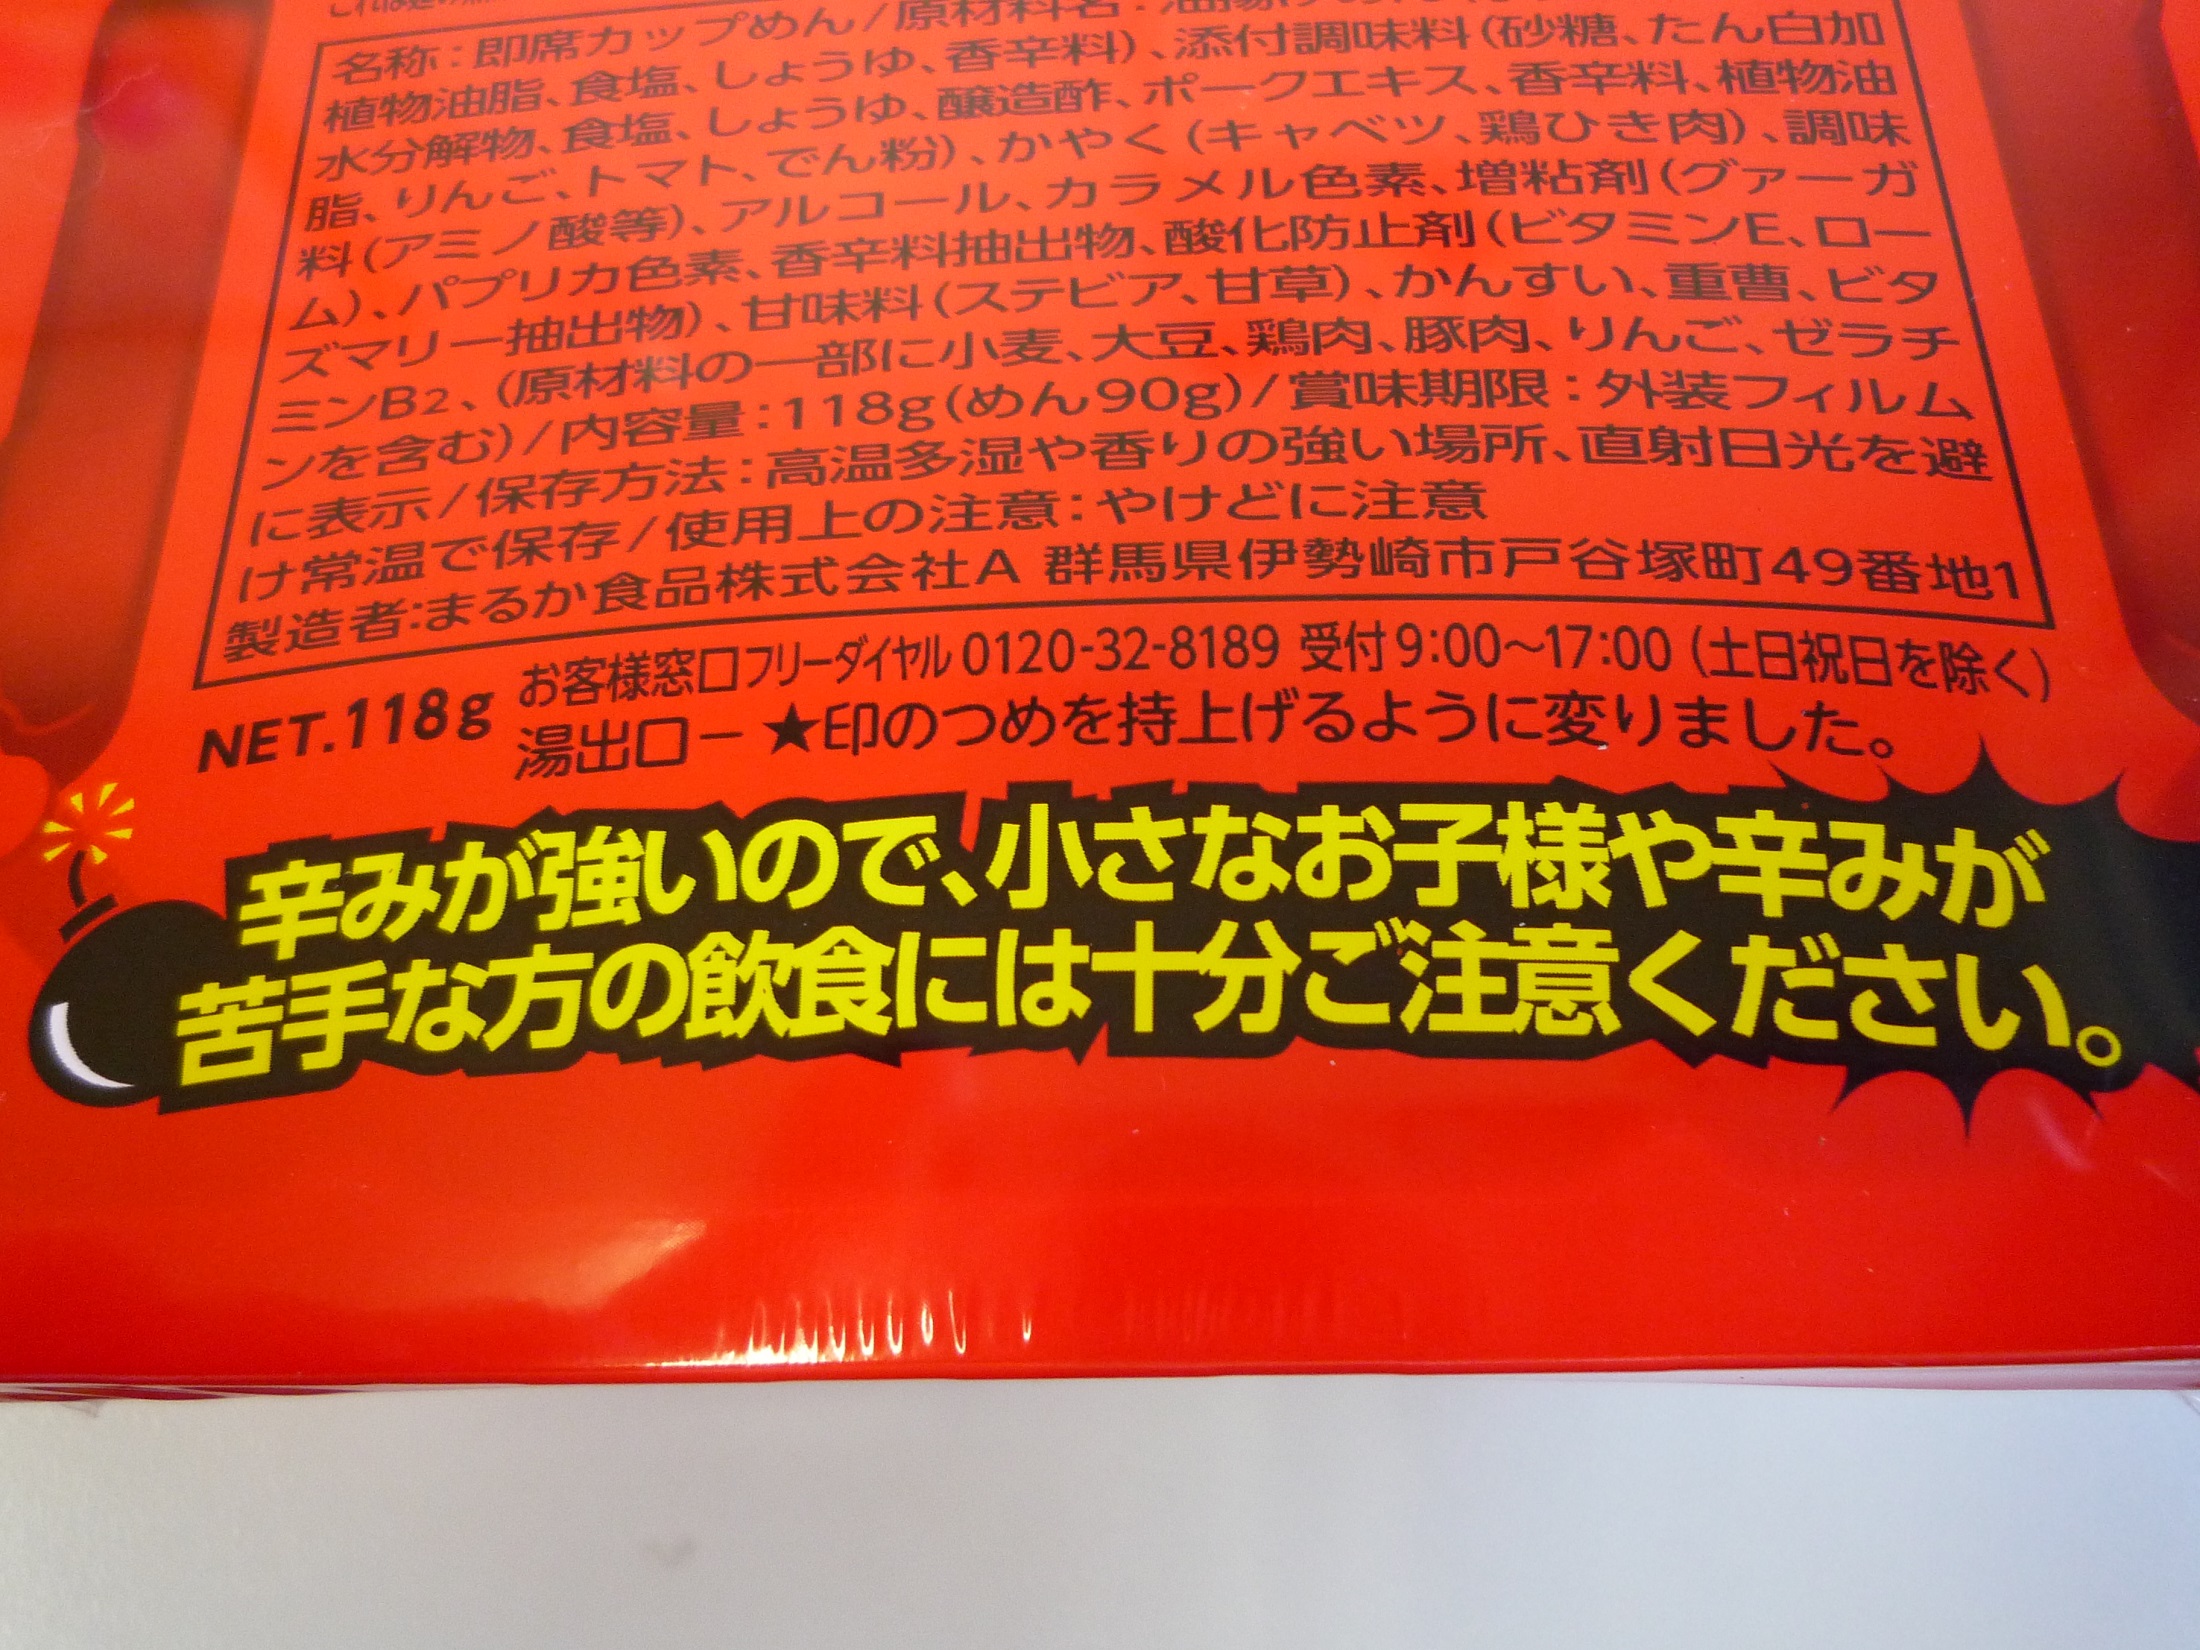 名称：即席カップめん/原材料名：油揚げめん
植物油脂、食塩、しょうゆ、香辛料)、添付調味料(砂糖、たん白加
水分解物、食塩、しょうゆ、醸造酢、ポークエキス、香辛料、植物油
脂、りんご、トマト、でん粉)、かやく(キャベツ、鶏ひき肉)、調味
料(アミノ酸等)、アルコール、カラメル色素、増粘剤(グァーガ
ム)、パプリカ色素、香辛料抽出物、酸化防止剤(ビタミンE、ロー
ズマリー抽出物)、甘味料(ステビア、甘草)、かんすい、重曹、ビタ
ミンB2、(原材料の一部に小麦、大豆、鶏肉、豚肉、りんご、ゼラチ
ンを含む)/内容量：118g(めん90g)/賞味期限：外装フィルム
に表示/保存方法：高温多湿や香りの強い場所、直射日光を避
け常温で保存/使用上の注意：やけどに注意
製造者：まるか食品株式会社A 群馬県伊勢崎市戸谷塚町49番地1
NET.118g お客様窓口フリーダイヤル0120-32-8189 受付9:00～17:00 (土日祝日を除く)
湯出口ー★印のつめを持上げるように変りました。
辛みが強いので、小さなお子様や辛みが
苦手な方の飲食には十分ご注意ください。